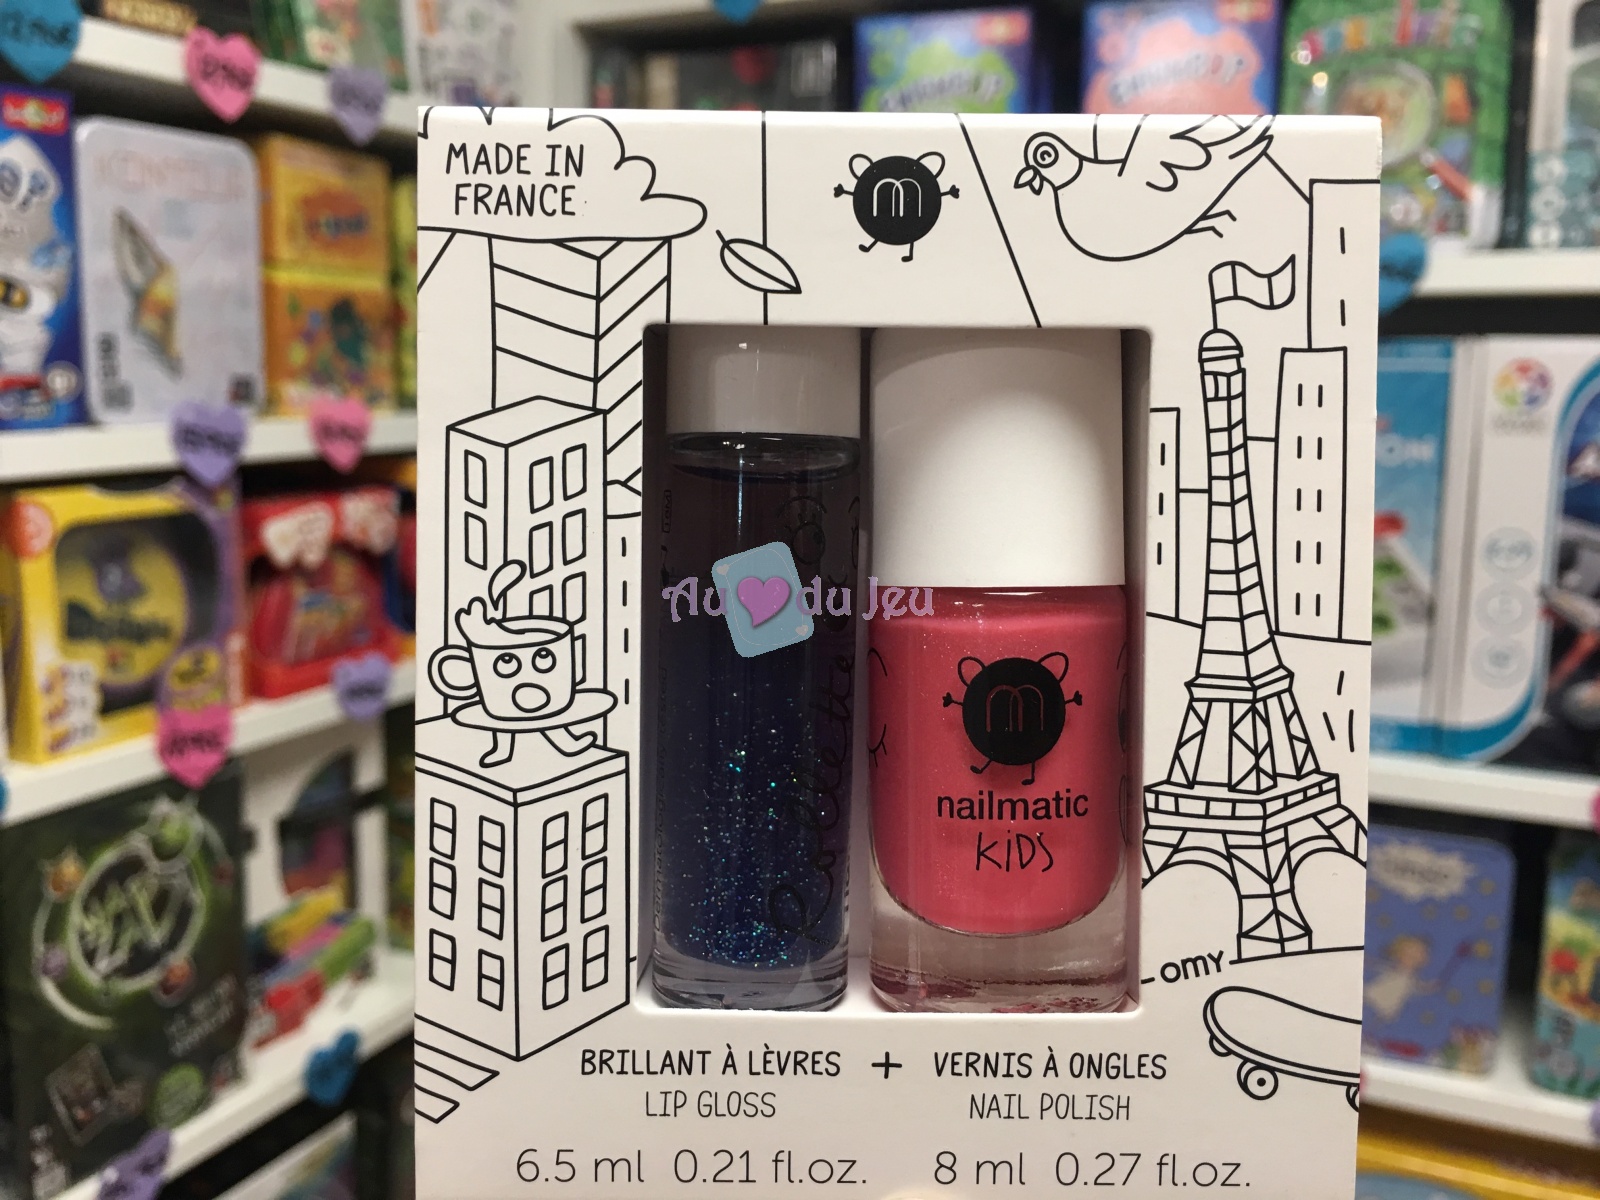 MADE IN
FRANCE
m
Au du Jeu
Rollette
m
nailmatic
KiDS
OMY
BRILLANT À LÈVRES + VERNIS À ONGLES
LIP GLOSS NAIL POLISH
6.5 ml 0.21 fl.oz. 8 ml 0.27 fl.oz.